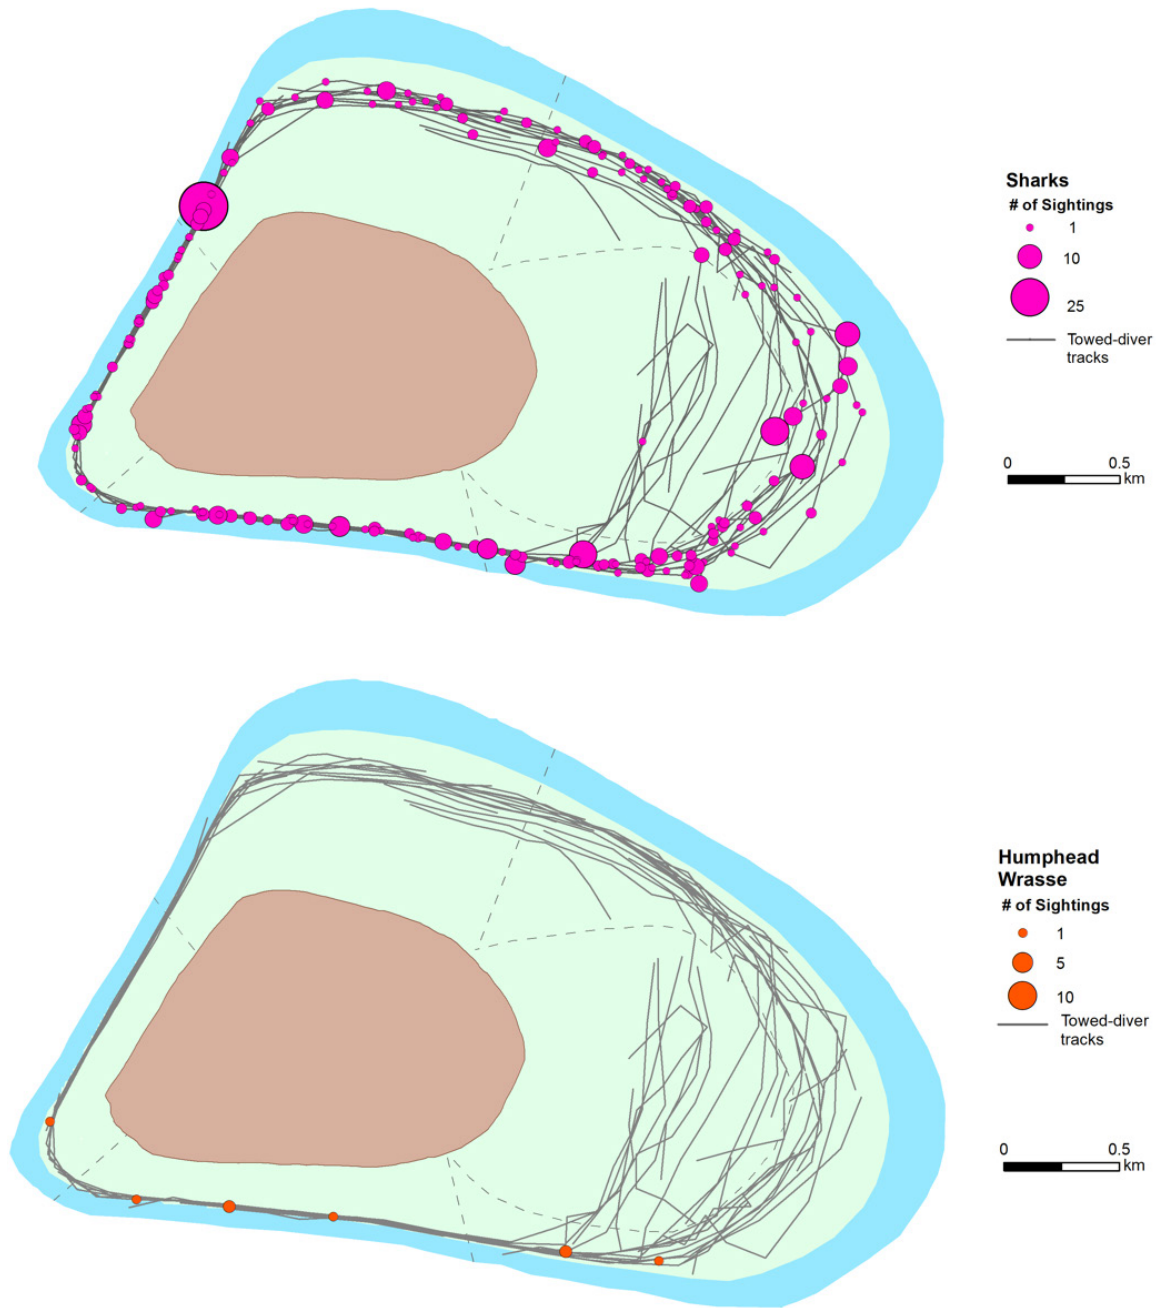 Sharks
# of Sightings
1
10
25
Towed-diver
tracks
0 0.5
km
Humphead
Wrasse
# of Sightings
1
5
10
Towed-diver
tracks
0 0.5
km